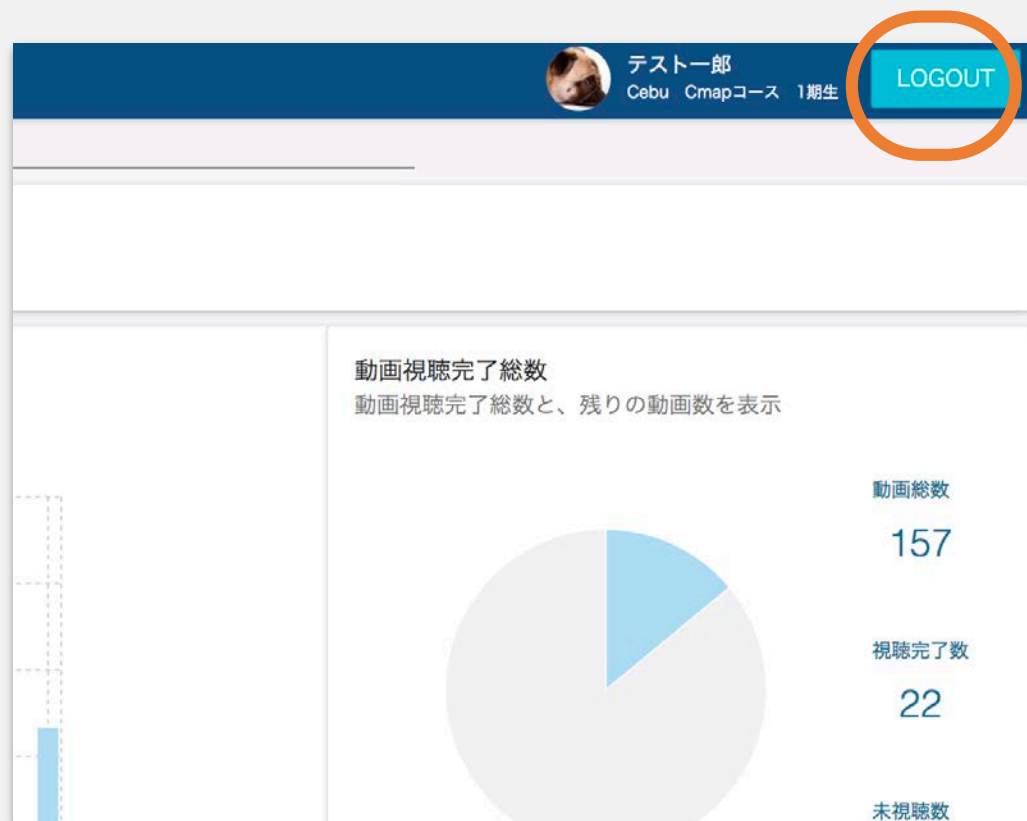 テスト一郎
Cebu Cmapコース 1期生
LOGOUT
動画視聴完了総数
動画視聴完了総数と、残りの動画数を表示
動画総数
157
視聴完了数
22
未視聴数